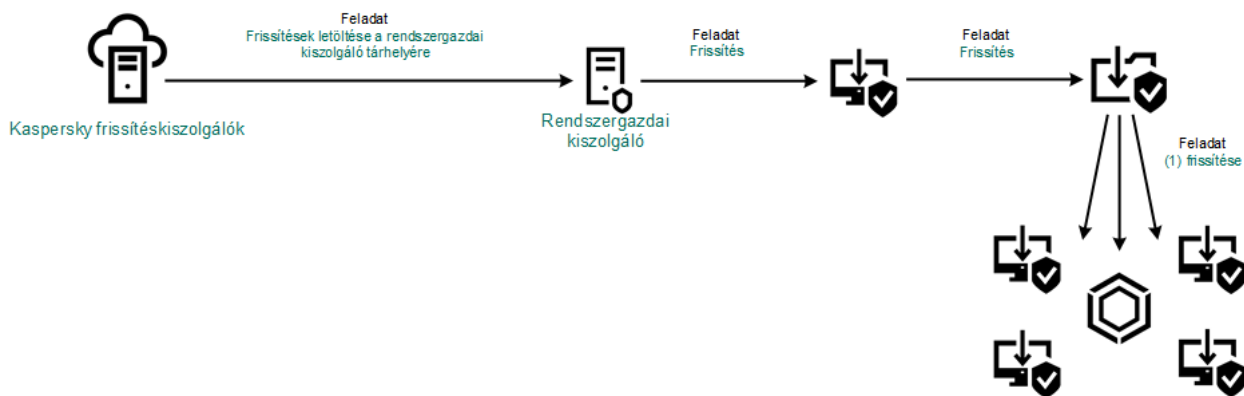 Feladat
Frissítések letöltése a rendszergazdai
kiszolgáló tárhelyére
Kaspersky frissítéskiszolgálók
Feladat
Frissítés
Rendszergazdai
kiszolgáló
Feladat
Frissítés
Feladat
(1) frissítése